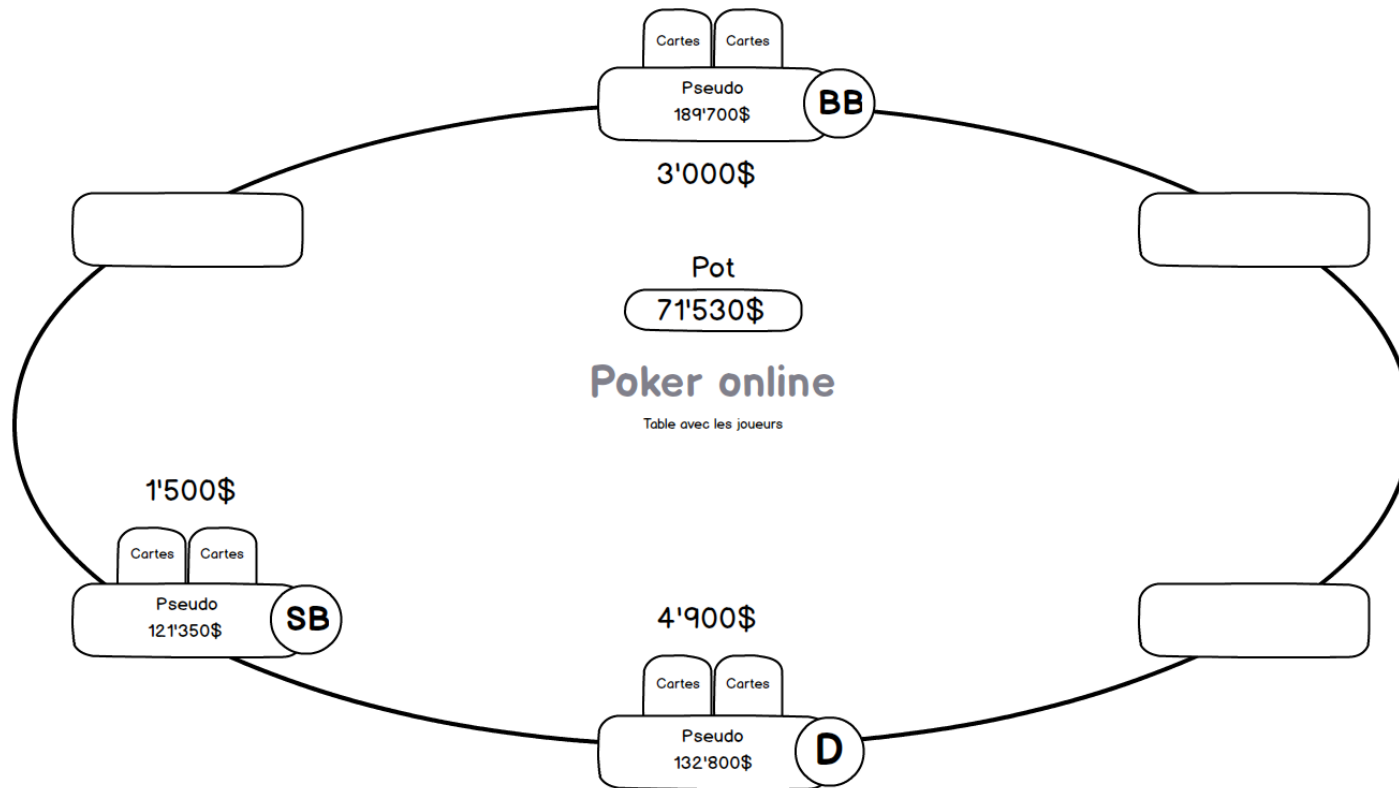 Cartes Cartes
Pseudo
189'700$
BB
3'000$
Pot
71'530$
Poker online
Table avec les joueurs
1'500$
Cartes Cartes
Pseudo
121'350$
SB
4'900$
Cartes Cartes
Pseudo
132'800$
D